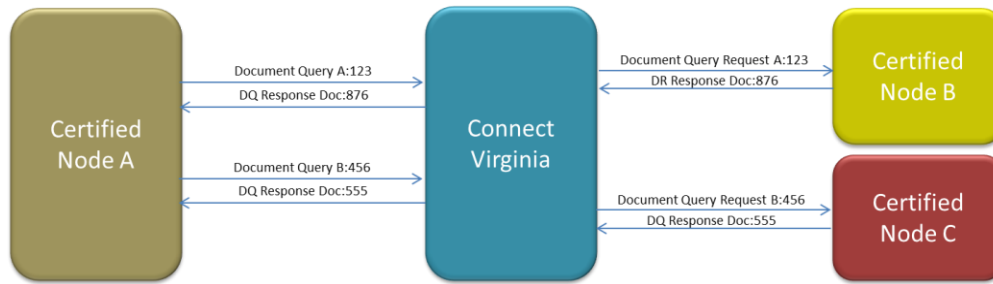 Certified
Node A
Document Query A:123
DQ Response Doc:876
Document Query B:456
DQ Response Doc:555
Connect
Virginia
Document Query Request A:123
DR Response Doc:876
Document Query Request B:456
DQ Response Doc:555
Certified
Node B
Certified
Node C